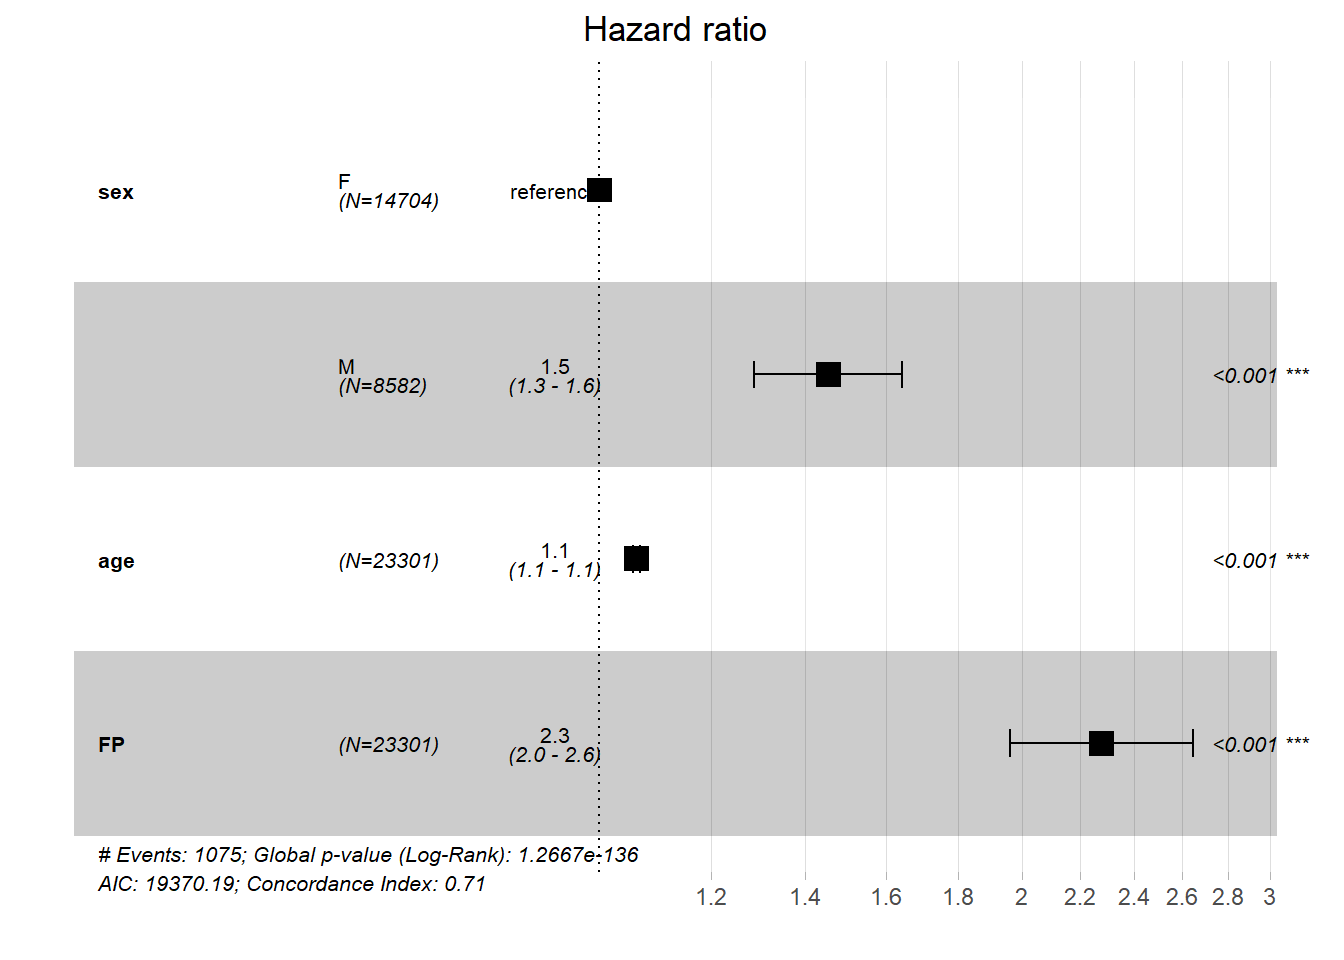 Hazard ratio
sex
F
(N=14704)
referenc
M
(N=8582)
1.5
(1.3 - 1.6)
<0.001 ***
age
(N=23301)
1.1
(1.1 - 1.1)
<0.001 ***
FP
(N=23301)
2.3
(2.0 - 2.6)
<0.001 ***
# Events: 1075; Global p-value (Log-Rank): 1.2667e-136
AIC: 19370.19; Concordance Index: 0.71
1.2 1.4 1.6 1.8 2 2.2 2.4 2.6 2.8 3